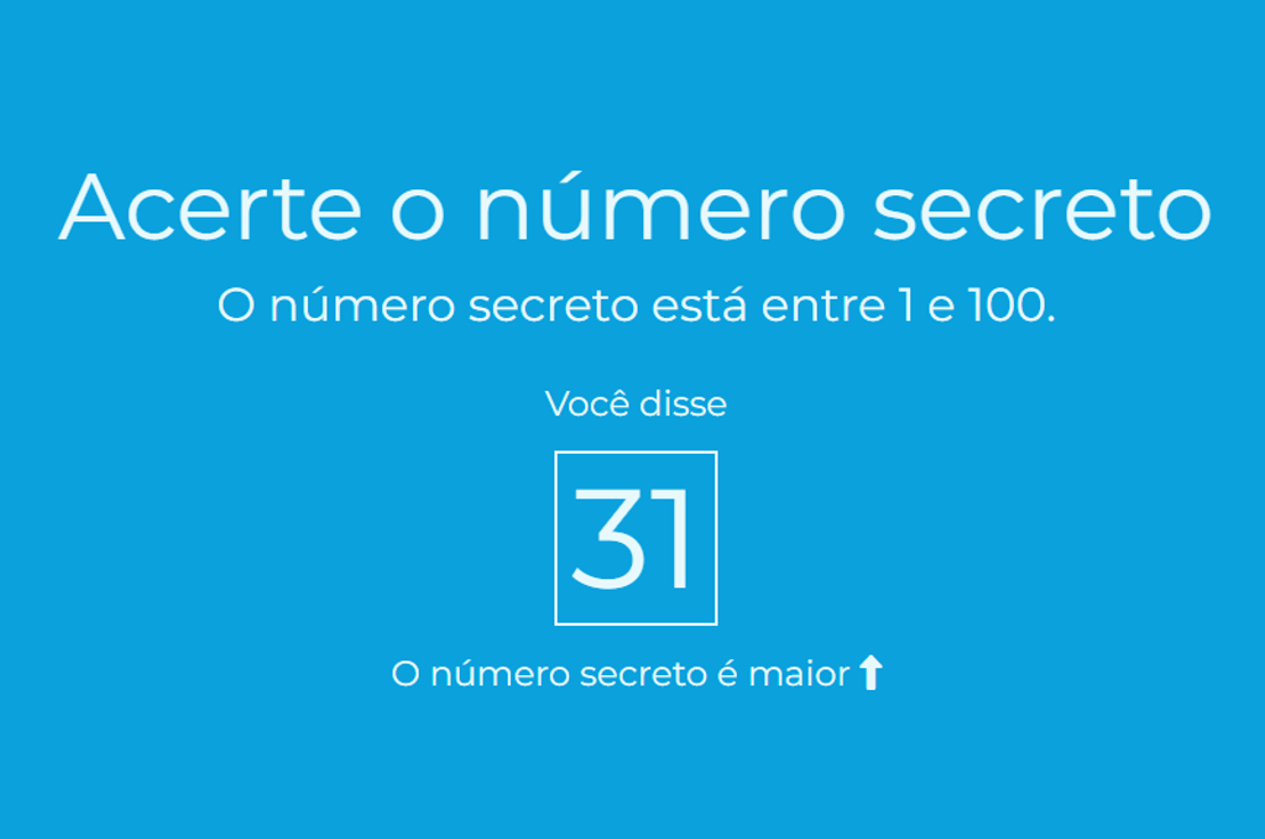 Acerte o número secreto
O número secreto está entre 1 e 100.
Você disse
31
O número secreto é maior ⬆